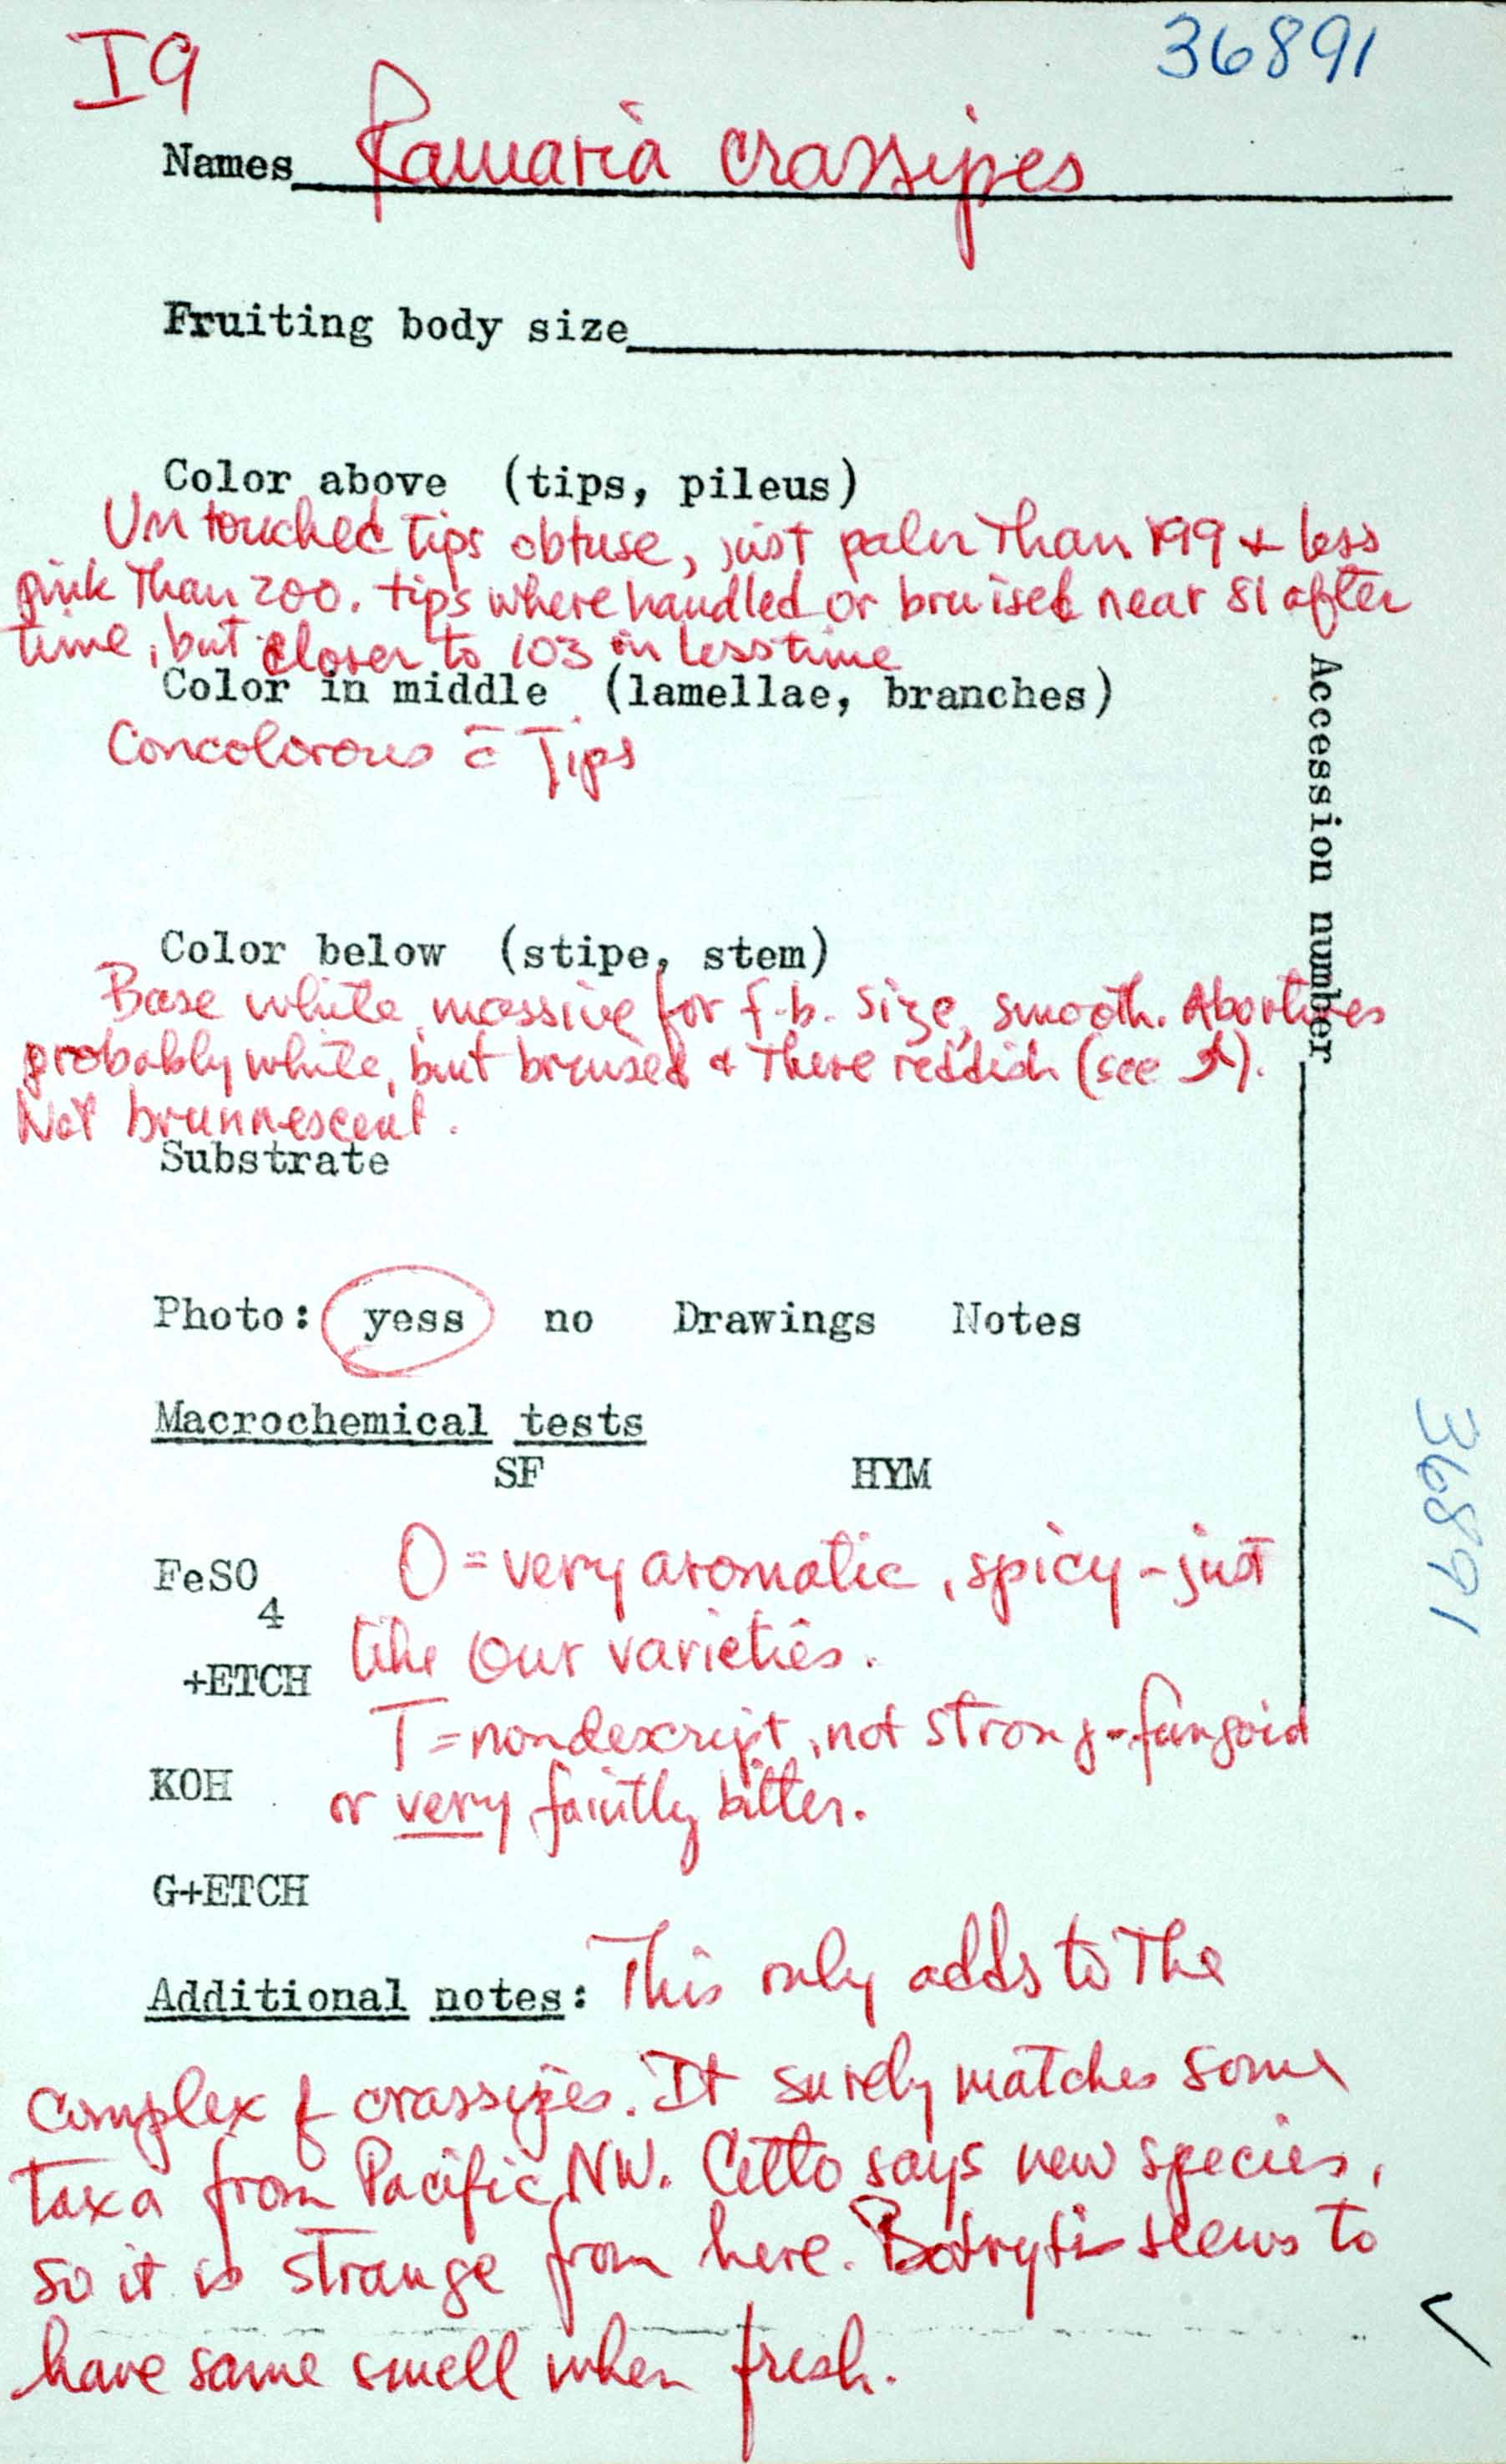 I9
36891
Names Ramaria crassipes
Fruiting body size
Color above (tips, pileus)
Untouched tips obtuse, just paler than 199 & less
pink than 200. tips where handled or bruised near 81 after
time, but closer to 103 in less time
Color in middle (lamellae, branches)
Concolorous c̄ Tips
Accession number
36891
Color below (stipe, stem)
Base white, massive for f.b. size, smooth. Abortives
probably white, but bruised & there reddish (see ↗).
Not brunnescent.
Substrate
Photo: yess no Drawings Notes
Macrochemical tests
SF HYM
FeSO4
O = very aromatic, spicy - just
like our varieties.
+ETCH
T = nondescript, not strong - fungoid
KOH
or very faintly bitter.
G+ETCH
Additional notes: This only adds to the
complex of crassipes. It surely matches some
taxa from Pacific NW. Cetto says new species,
so it is strange from here. Botrytis seems to
have same smell when fresh.